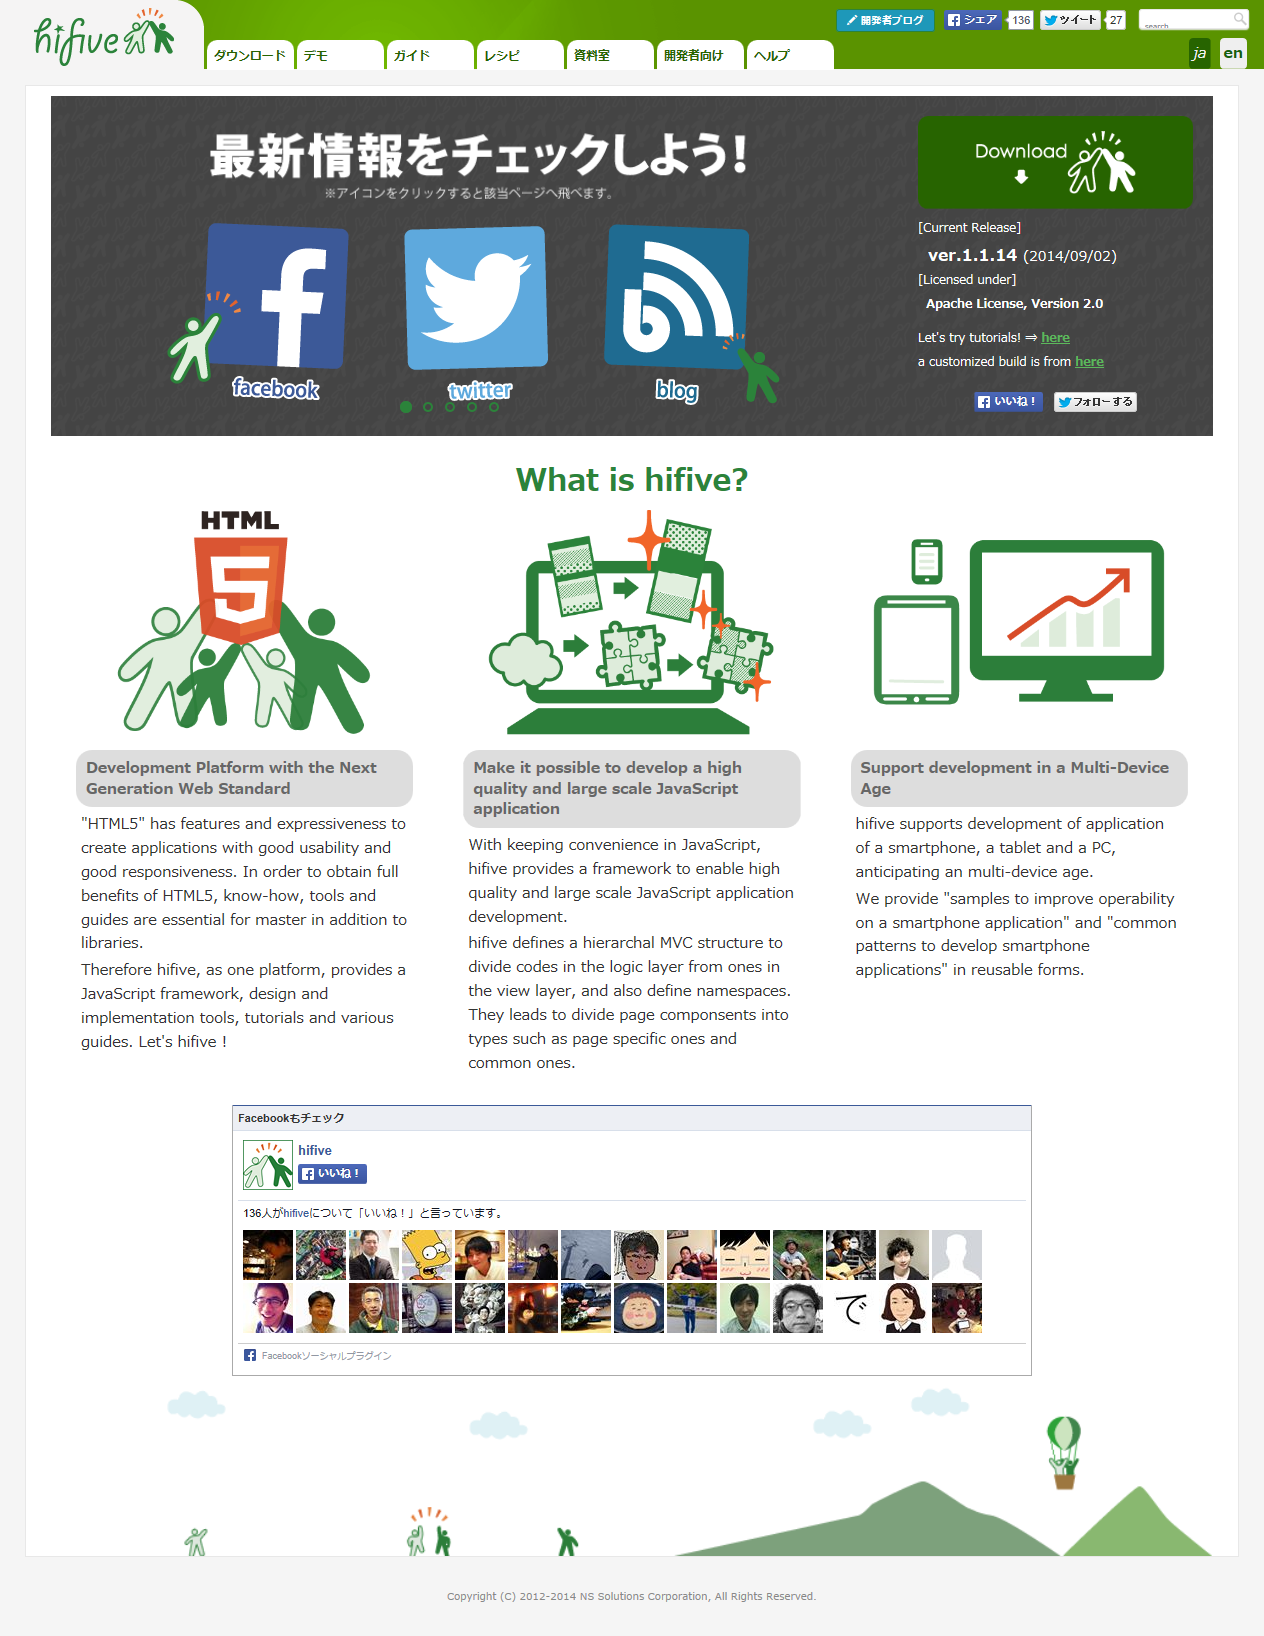 hifive
開発者ブログ
シェア 136
ツイート 27
search
ja en
ダウンロード デモ ガイド レシピ 資料室 開発者向け ヘルプ
最新情報をチェックしよう!
※アイコンをクリックすると該当ページへ飛べます。
facebook twitter blog
Download
[Current Release]
ver.1.1.14 (2014/09/02)
[Licensed under]
Apache License, Version 2.0
Let's try tutorials! ⇒ here
a customized build is from here
いいね！ フォローする
What is hifive?
HTML
5
Development Platform with the Next
Generation Web Standard
"HTML5" has features and expressiveness to
create applications with good usability and
good responsiveness. In order to obtain full
benefits of HTML5, know-how, tools and
guides are essential for master in addition to
libraries.
Therefore hifive, as one platform, provides a
JavaScript framework, design and
implementation tools, tutorials and various
guides. Let's hifive !
Make it possible to develop a high
quality and large scale JavaScript
application
With keeping convenience in JavaScript,
hifive provides a framework to enable high
quality and large scale JavaScript application
development.
hifive defines a hierarchal MVC structure to
divide codes in the logic layer from ones in
the view layer, and also define namespaces.
They leads to divide page componsents into
types such as page specific ones and
common ones.
Support development in a Multi-Device
Age
hifive supports development of application
of a smartphone, a tablet and a PC,
anticipating an multi-device age.
We provide "samples to improve operability
on a smartphone application" and "common
patterns to develop smartphone
applications" in reusable forms.
Facebookもチェック
hifive
いいね！
136人がhifiveについて「いいね！」と言っています。
で
Facebookソーシャルプラグイン
Copyright (C) 2012-2014 NS Solutions Corporation, All Rights Reserved.